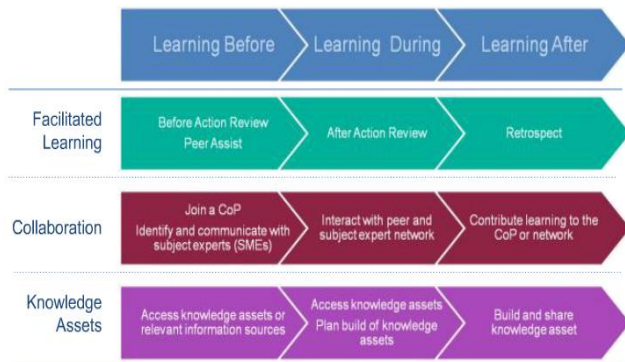 Learning Before
Learning During
Learning After
Facilitated
Learning
Before Action Review
Peer Assist
After Action Review
Retrospect
Collaboration
Join a CoP
Identify and communicate with
subject experts (SMEs)
Interact with peer and
subject expert network
Contribute learning to the
CoP or network
Knowledge
Assets
Access knowledge assets or
relevant information sources
Access knowledge assets
Plan build of knowledge
assets
Build and share
knowledge asset